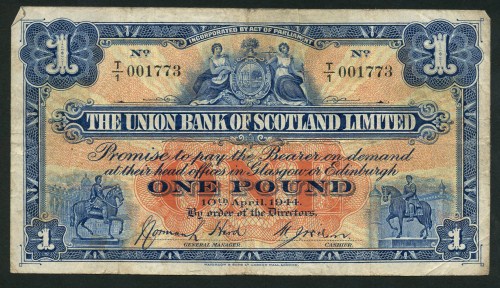 INCORPORATED BY ACT OF PARLIAMENT
1 Nº Nº 1
T/1 001773 T/1 001773
THE UNION BANK OF SCOTLAND LIMITED
Promise to pay the Bearer on demand
at their head offices in Glasgow or Edinburgh
ONE POUND
10th April, 1944.
By order of the Directors,
1 1
GENERAL MANAGER. CASHIER.